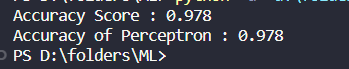 Accuracy Score : 0.978
Accuracy of Perceptron : 0.978
PS D:\folders\ML>